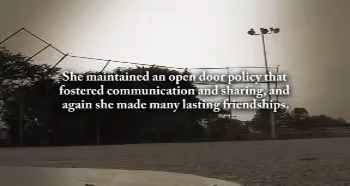 She maintained an open door policy that
fostered communication and sharing, and
again she made many lasting friendships.